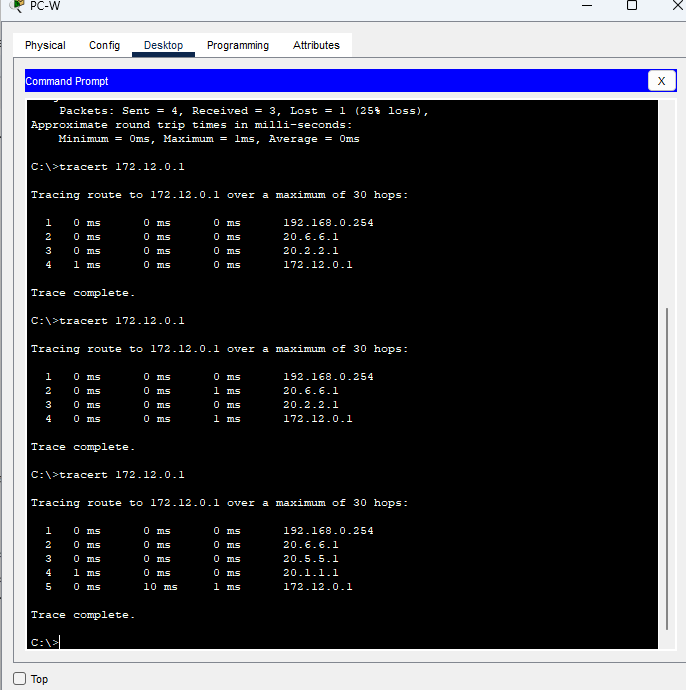 PC-W
Physical Config Desktop Programming Attributes
Command Prompt X
Packets: Sent = 4, Received = 3, Lost = 1 (25% loss),
Approximate round trip times in milli-seconds:
Minimum = 0ms, Maximum = 1ms, Average = 0ms
C:\>tracert 172.12.0.1
Tracing route to 172.12.0.1 over a maximum of 30 hops:
1 0 ms 0 ms 0 ms 192.168.0.254
2 0 ms 0 ms 0 ms 20.6.6.1
3 0 ms 0 ms 0 ms 20.2.2.1
4 1 ms 0 ms 0 ms 172.12.0.1
Trace complete.
C:\>tracert 172.12.0.1
Tracing route to 172.12.0.1 over a maximum of 30 hops:
1 0 ms 0 ms 0 ms 192.168.0.254
2 0 ms 0 ms 1 ms 20.6.6.1
3 0 ms 0 ms 0 ms 20.2.2.1
4 0 ms 0 ms 1 ms 172.12.0.1
Trace complete.
C:\>tracert 172.12.0.1
Tracing route to 172.12.0.1 over a maximum of 30 hops:
1 0 ms 0 ms 0 ms 192.168.0.254
2 0 ms 0 ms 0 ms 20.6.6.1
3 0 ms 0 ms 0 ms 20.5.5.1
4 1 ms 0 ms 0 ms 20.1.1.1
5 0 ms 10 ms 1 ms 172.12.0.1
Trace complete.
C:\>
Top